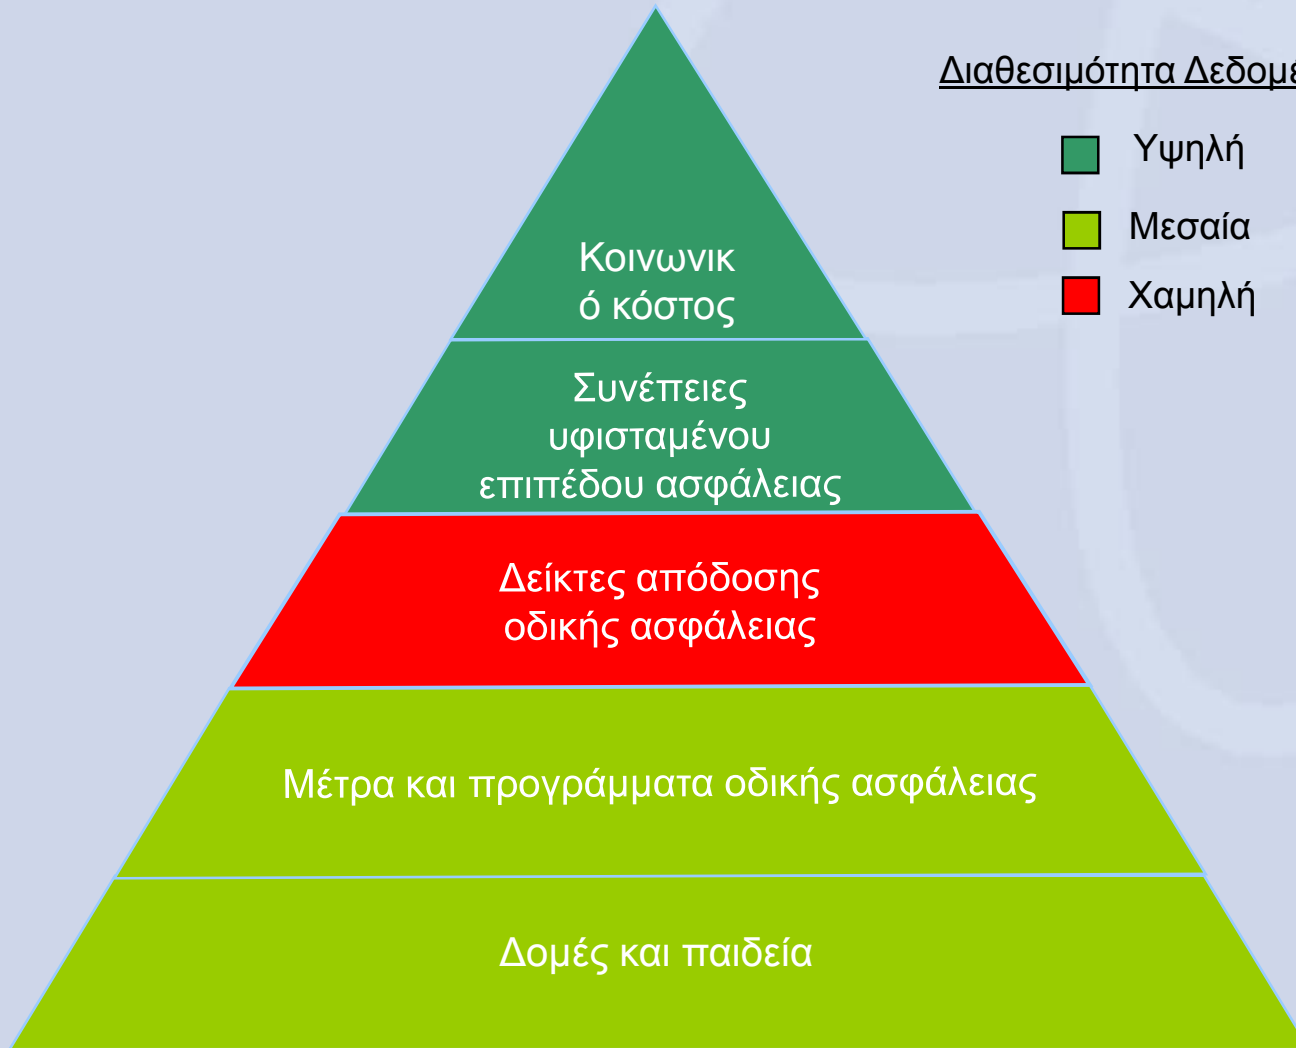 Διαθεσιμότητα
Υψηλή
Μεσαία
Χαμηλή
Κοινωνικ
ό κόστος
Συνέπειες
υφισταμένου
επιπέδου ασφάλειας
Δείκτες απόδοσης
οδικής ασφάλειας
Μέτρα και προγράμματα οδικής ασφάλειας
Δομές και παιδεία